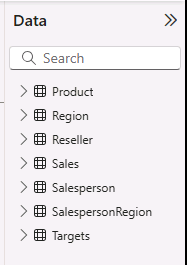 Data
Search
Product
Region
Reseller
Sales
Salesperson
SalespersonRegion
Targets